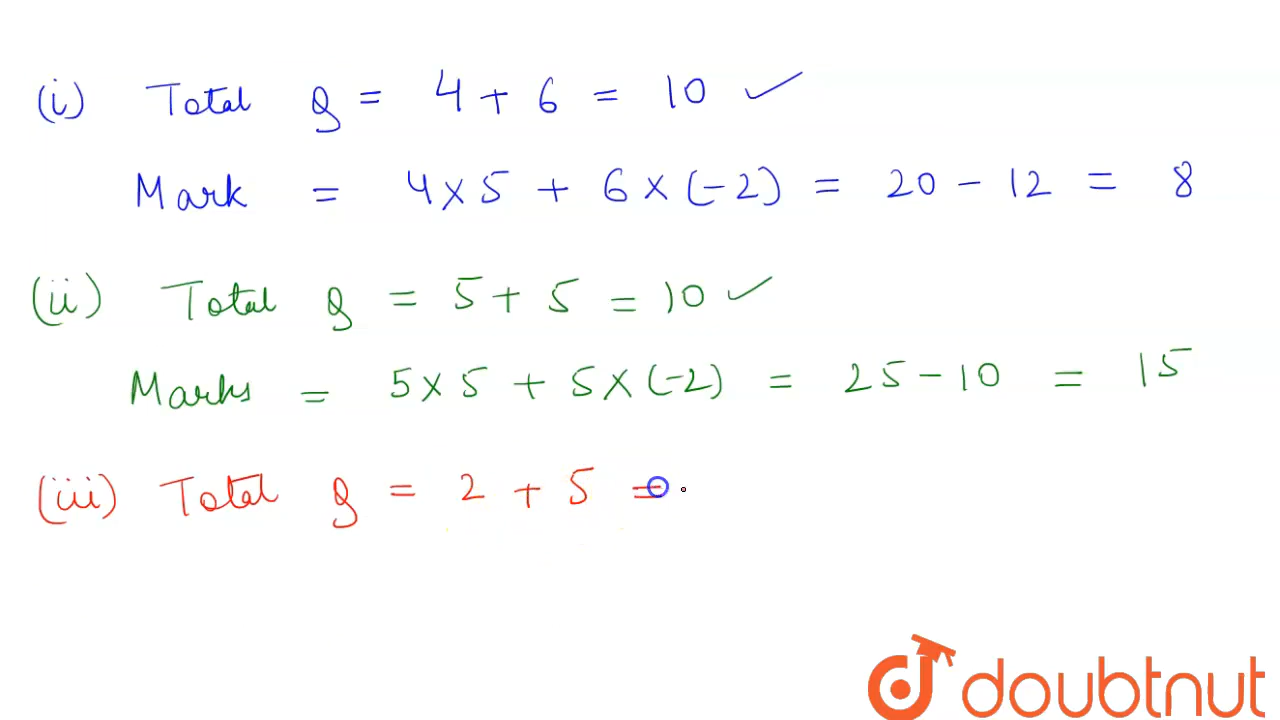 (i) Total Q = 4 + 6 = 10 ✓
Mark = 4 × 5 + 6 × (-2) = 20 - 12 = 8
(ii) Total Q = 5 + 5 = 10 ✓
Marks = 5 × 5 + 5 × (-2) = 25 - 10 = 15
(iii) Total Q = 2 + 5 =
doubtnut